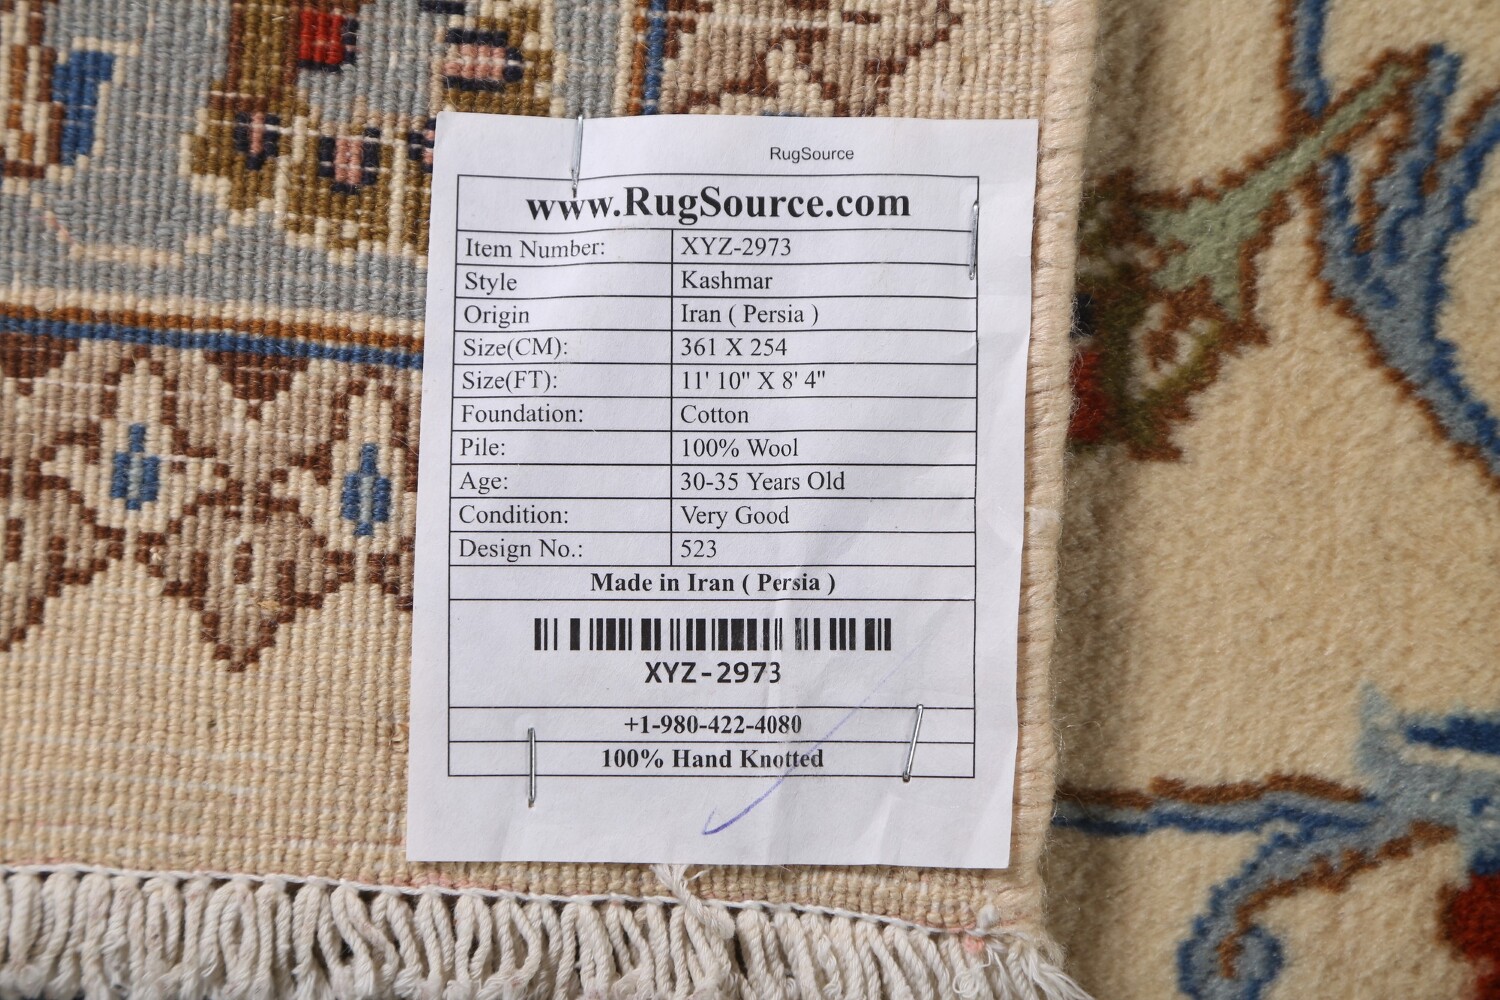 RugSource
www.RugSource.com
Item Number: XYZ-2973
Style Kashmar
Origin Iran ( Persia )
Size(CM): 361 X 254
Size(FT): 11' 10" X 8' 4"
Foundation: Cotton
Pile: 100% Wool
Age: 30-35 Years Old
Condition: Very Good
Design No.: 523
Made in Iran ( Persia )
XYZ-2973
+1-980-422-4080
100% Hand Knotted